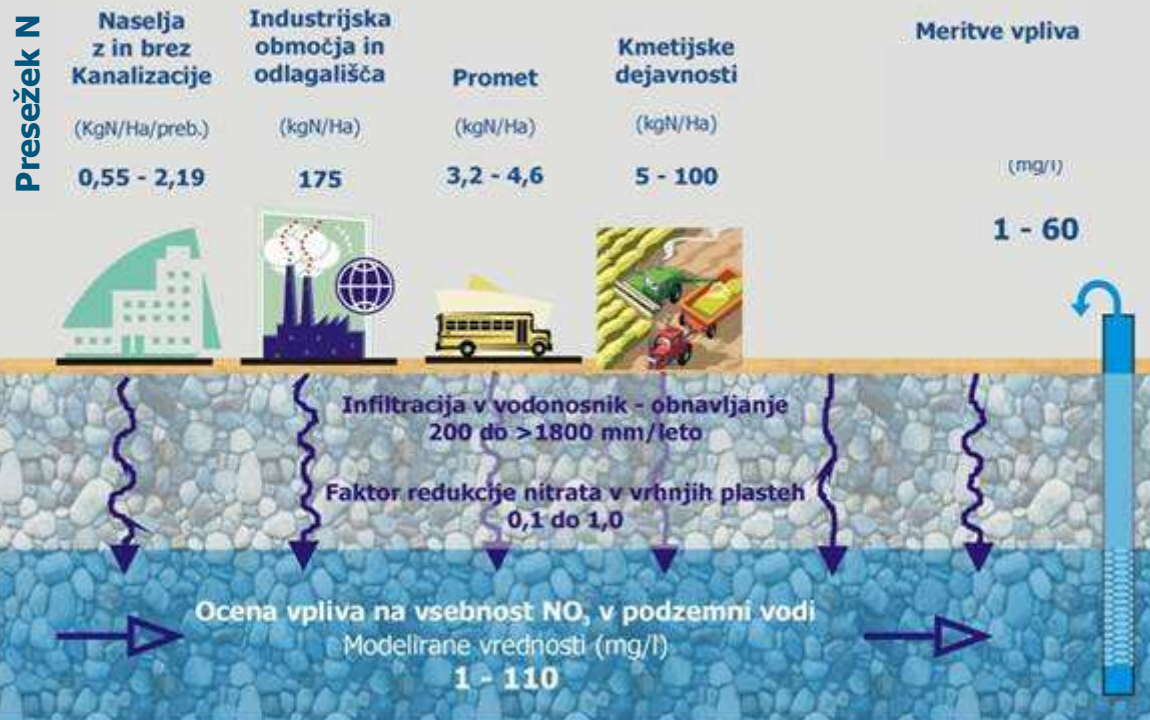 Presežek N
Naselja
z in brez
Kanalizacije
(KgN/Ha/preb.)
0,55 - 2,19
Industrijska
območja in
odlagališča
(kgN/Ha)
175
Promet
(kgN/Ha)
3,2 - 4,6
Kmetijske
dejavnosti
(kgN/Ha)
5 - 100
Meritve vpliva
(mg/l)
1 - 60
Infiltracija v vodonosnik - obnavljanje
200 do >1800 mm/leto
Faktor redukcije nitrata v vrhnjih plasteh
0,1 do 1,0
Ocena vpliva na vsebnost NO₃ v podzemni vodi
Modelirane vrednosti (mg/l)
1 - 110